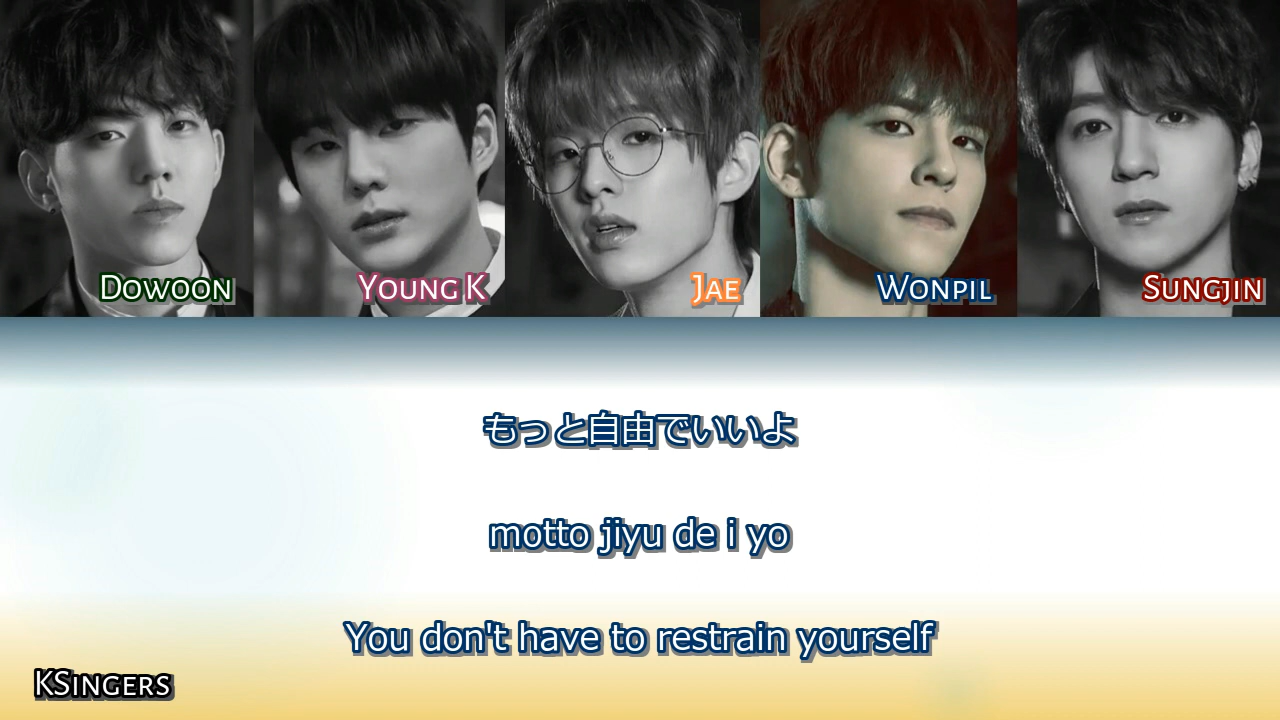 Dowoon
Young K
Jae
Wonpil
Sungjin
もっと自由でいいよ
motto jiyu de i yo
You don't have to restrain yourself
KSingers